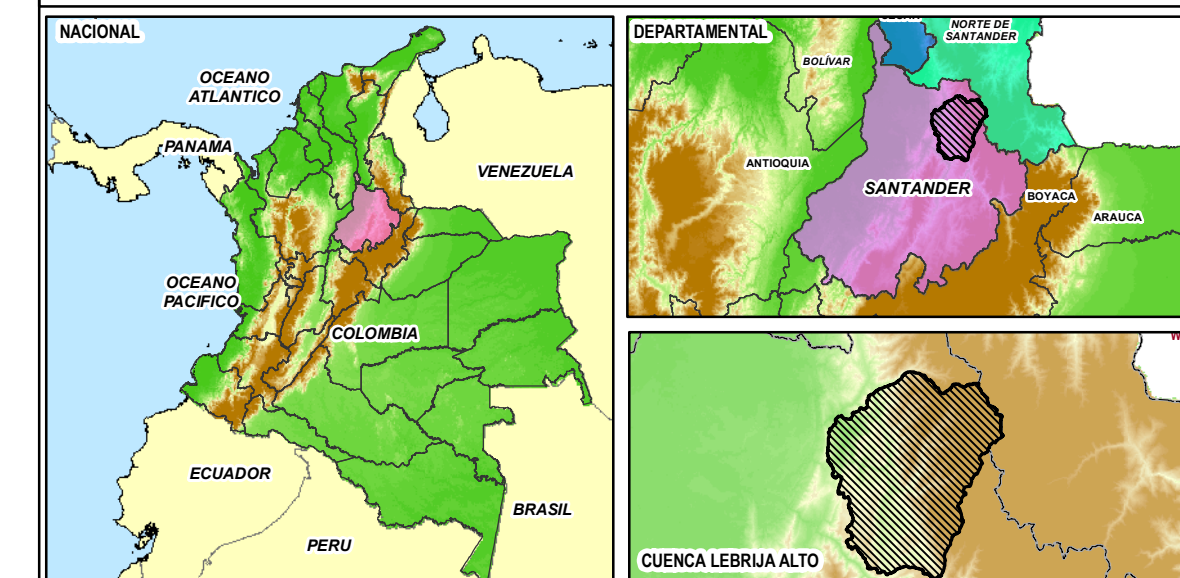 NACIONAL
OCEANO
ATLANTICO
PANAMA
VENEZUELA
OCEANO
PACIFICO
COLOMBIA
ECUADOR
BRASIL
PERU
DEPARTAMENTAL
NORTE DE
SANTANDER
BOLÍVAR
ANTIOQUIA
SANTANDER
BOYACA
ARAUCA
CUENCA LEBRIJA ALTO